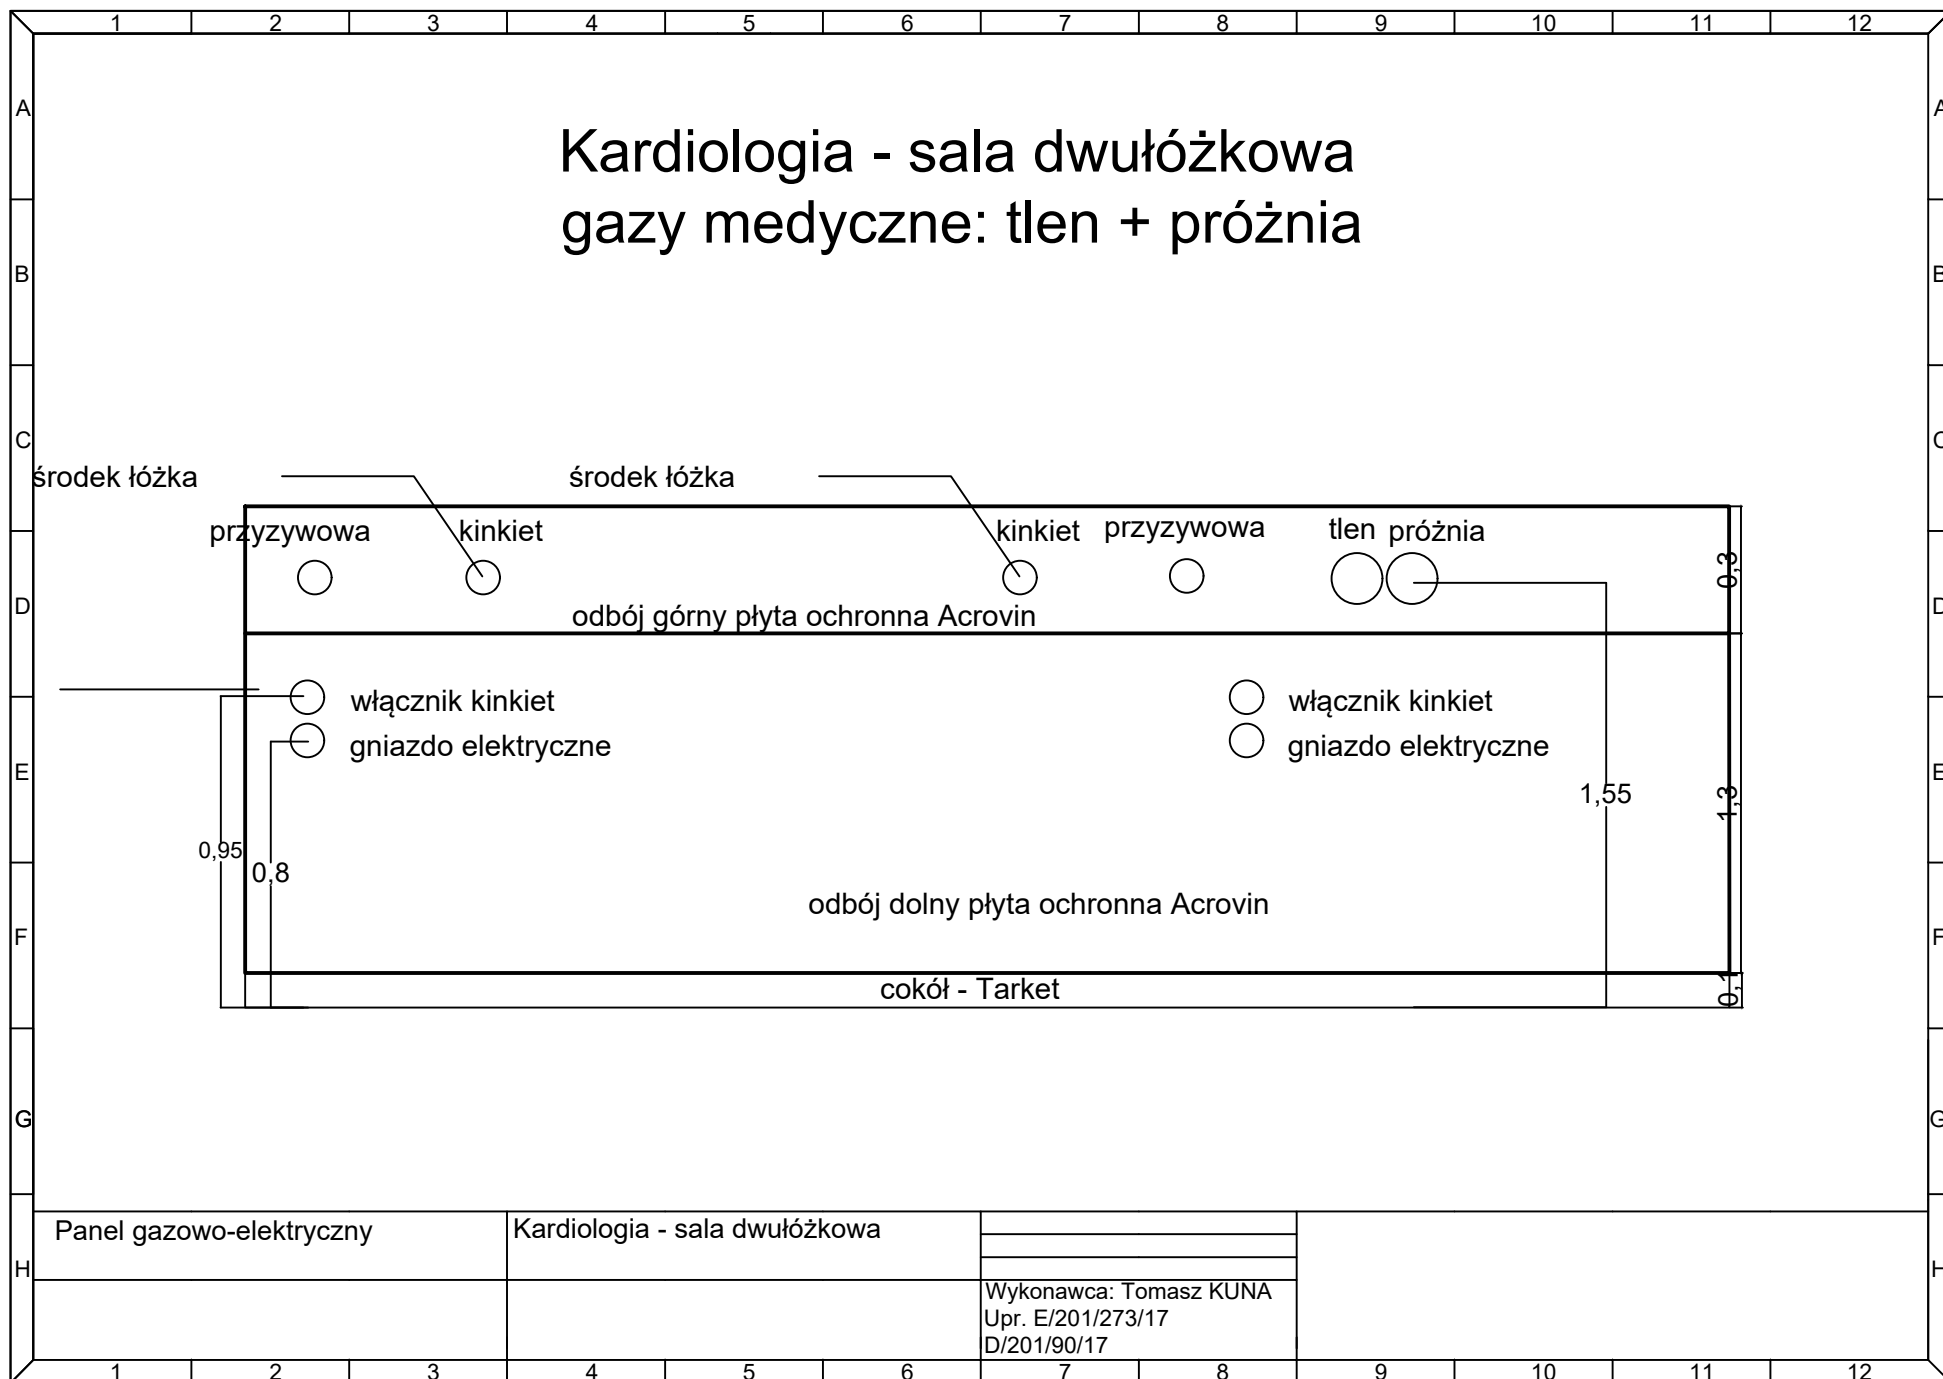 1 2 3 4 5 6 7 8 9 10 11 12
A A
Kardiologia - sala dwułóżkowa
gazy medyczne: tlen + próżnia
B B
C C
środek łóżka środek łóżka
przyzywowa kinkiet kinkiet przyzywowa tlen próżnia
0,3
D D
odbój górny płyta ochronna Acrovin
włącznik kinkiet włącznik kinkiet
gniazdo elektryczne gniazdo elektryczne
E E
1,55 1,3
0,95
0,8
odbój dolny płyta ochronna Acrovin
F F
cokół - Tarket 0,1
G G
Panel gazowo-elektryczny Kardiologia - sala dwułóżkowa
H H
Wykonawca: Tomasz KUNA
Upr. E/201/273/17
D/201/90/17
1 2 3 4 5 6 7 8 9 10 11 12